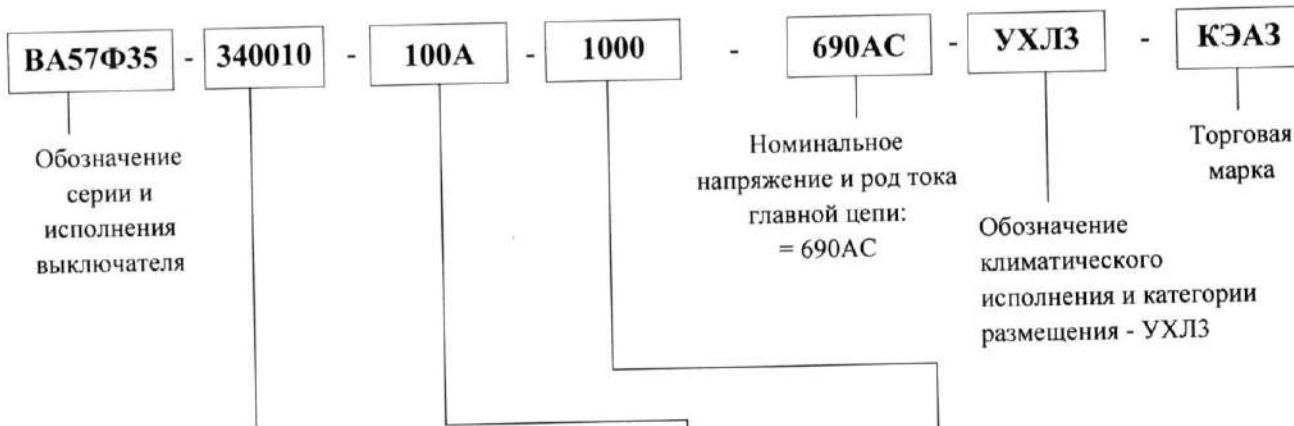 ВА57Ф35 - 340010 - 100А - 1000 - 690АС - УХЛ3 - КЭАЗ
Обозначение
серии и
исполнения
выключателя
Номинальное
напряжение и род тока
главной цепи:
= 690АС
Обозначение
климатического
исполнения и категории
размещения - УХЛ3
Торговая
марка